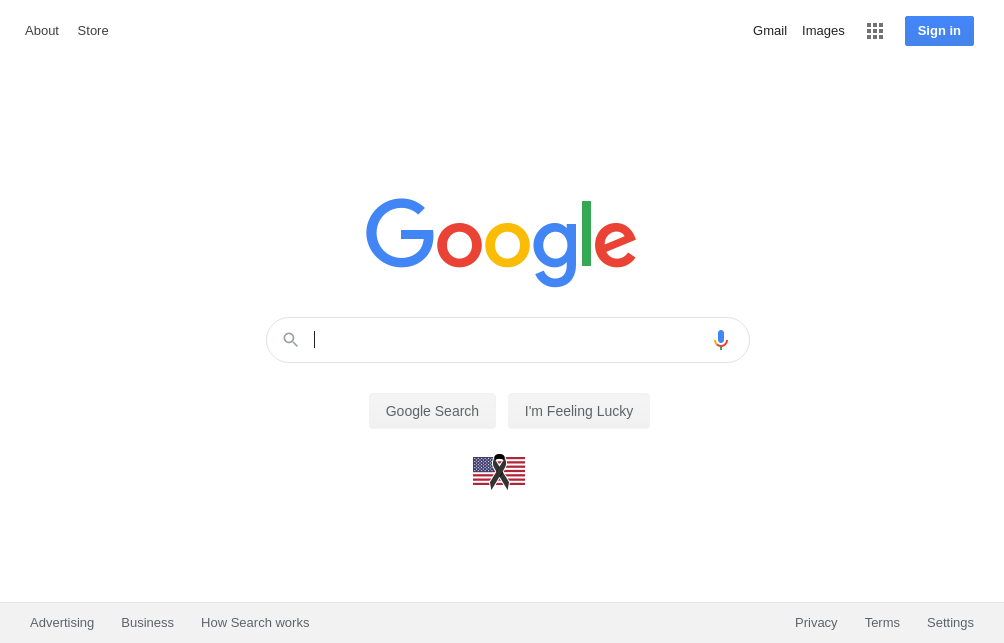 About Store Gmail Images Sign in
Google
Google Search I'm Feeling Lucky
Advertising Business How Search works Privacy Terms Settings